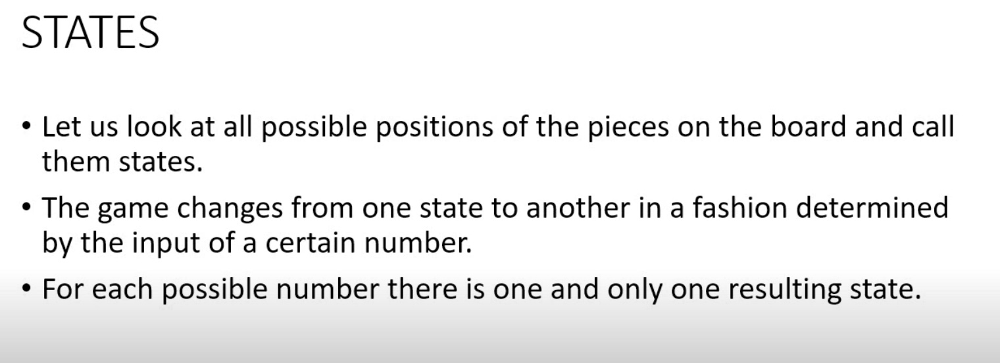 STATES
• Let us look at all possible positions of the pieces on the board and call
them states.
• The game changes from one state to another in a fashion determined
by the input of a certain number.
• For each possible number there is one and only one resulting state.